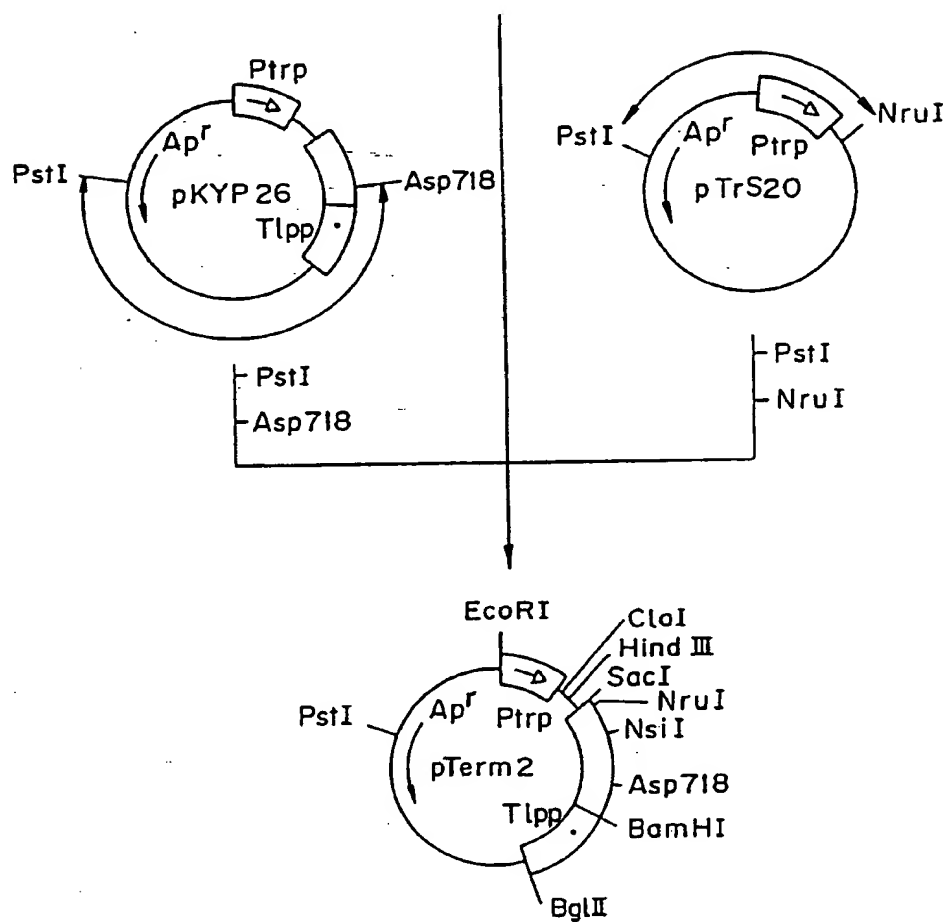 Ptrp
Apr
PstI
pKYP26
Asp718
Tlpp
PstI
Asp718
NruI
PstI
Ptrp
Apr
pTrS20
PstI
NruI
EcoRI
ClaI
Hind III
SacI
NruI
NsiI
PstI
Apr
Ptrp
pTerm2
Asp718
Tlpp
BamHI
BglII